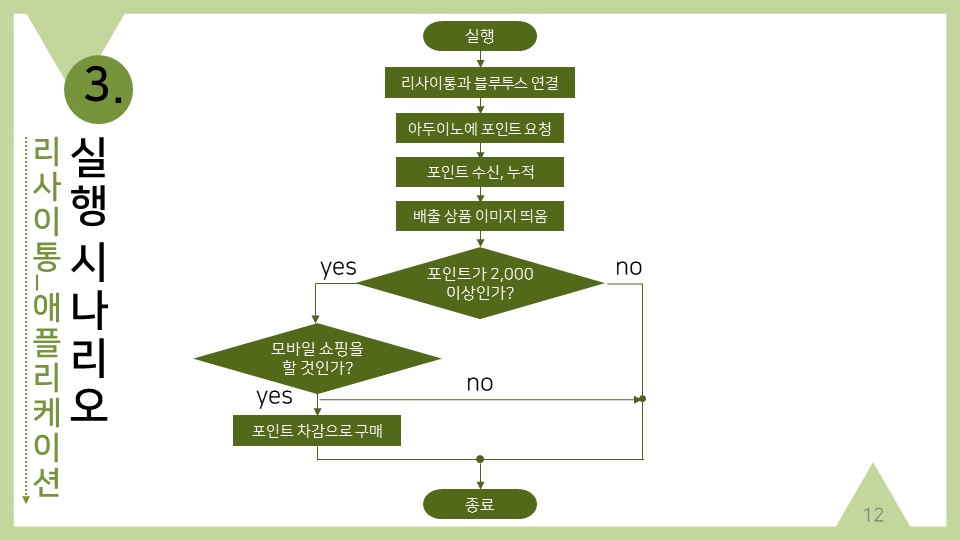 3.
실행 시나리오
리사이통_애플리케이션
실행
리사이통과 블루투스 연결
아두이노에 포인트 요청
포인트 수신, 누적
배출 상품 이미지 띄움
포인트가 2,000
이상인가?
yes
no
모바일 쇼핑을
할 것인가?
no
yes
포인트 차감으로 구매
종료
12